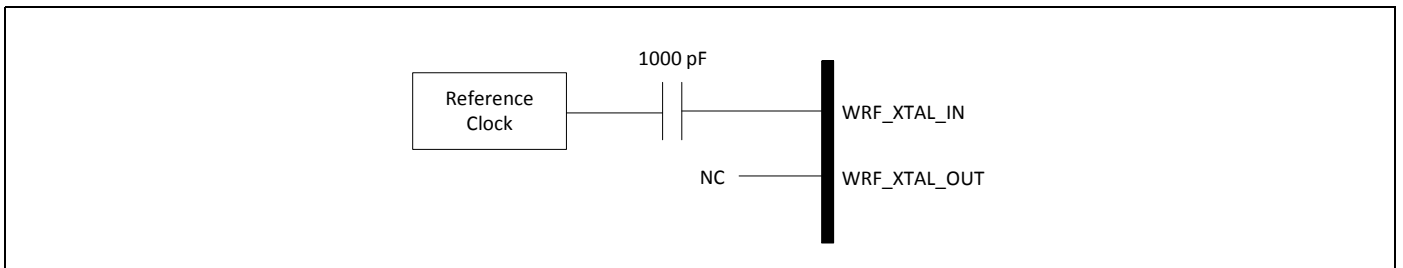 1000 pF
Reference
Clock
WRF_XTAL_IN
NC
WRF_XTAL_OUT